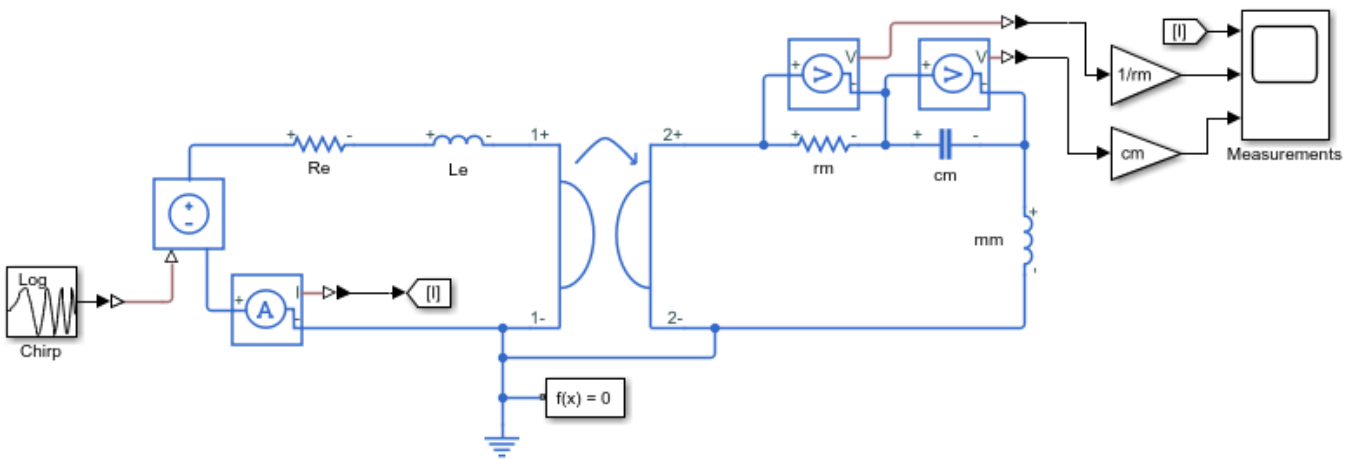 Log
Chirp
+
-
A
+
-
I
[I]
+
-
Re
+
-
Le
1+
1-
2+
2-
f(x) = 0
+
V
-
V
+
V
-
V
+
-
rm
+
-
cm
+
-
mm
1/rm
cm
[I]
Measurements